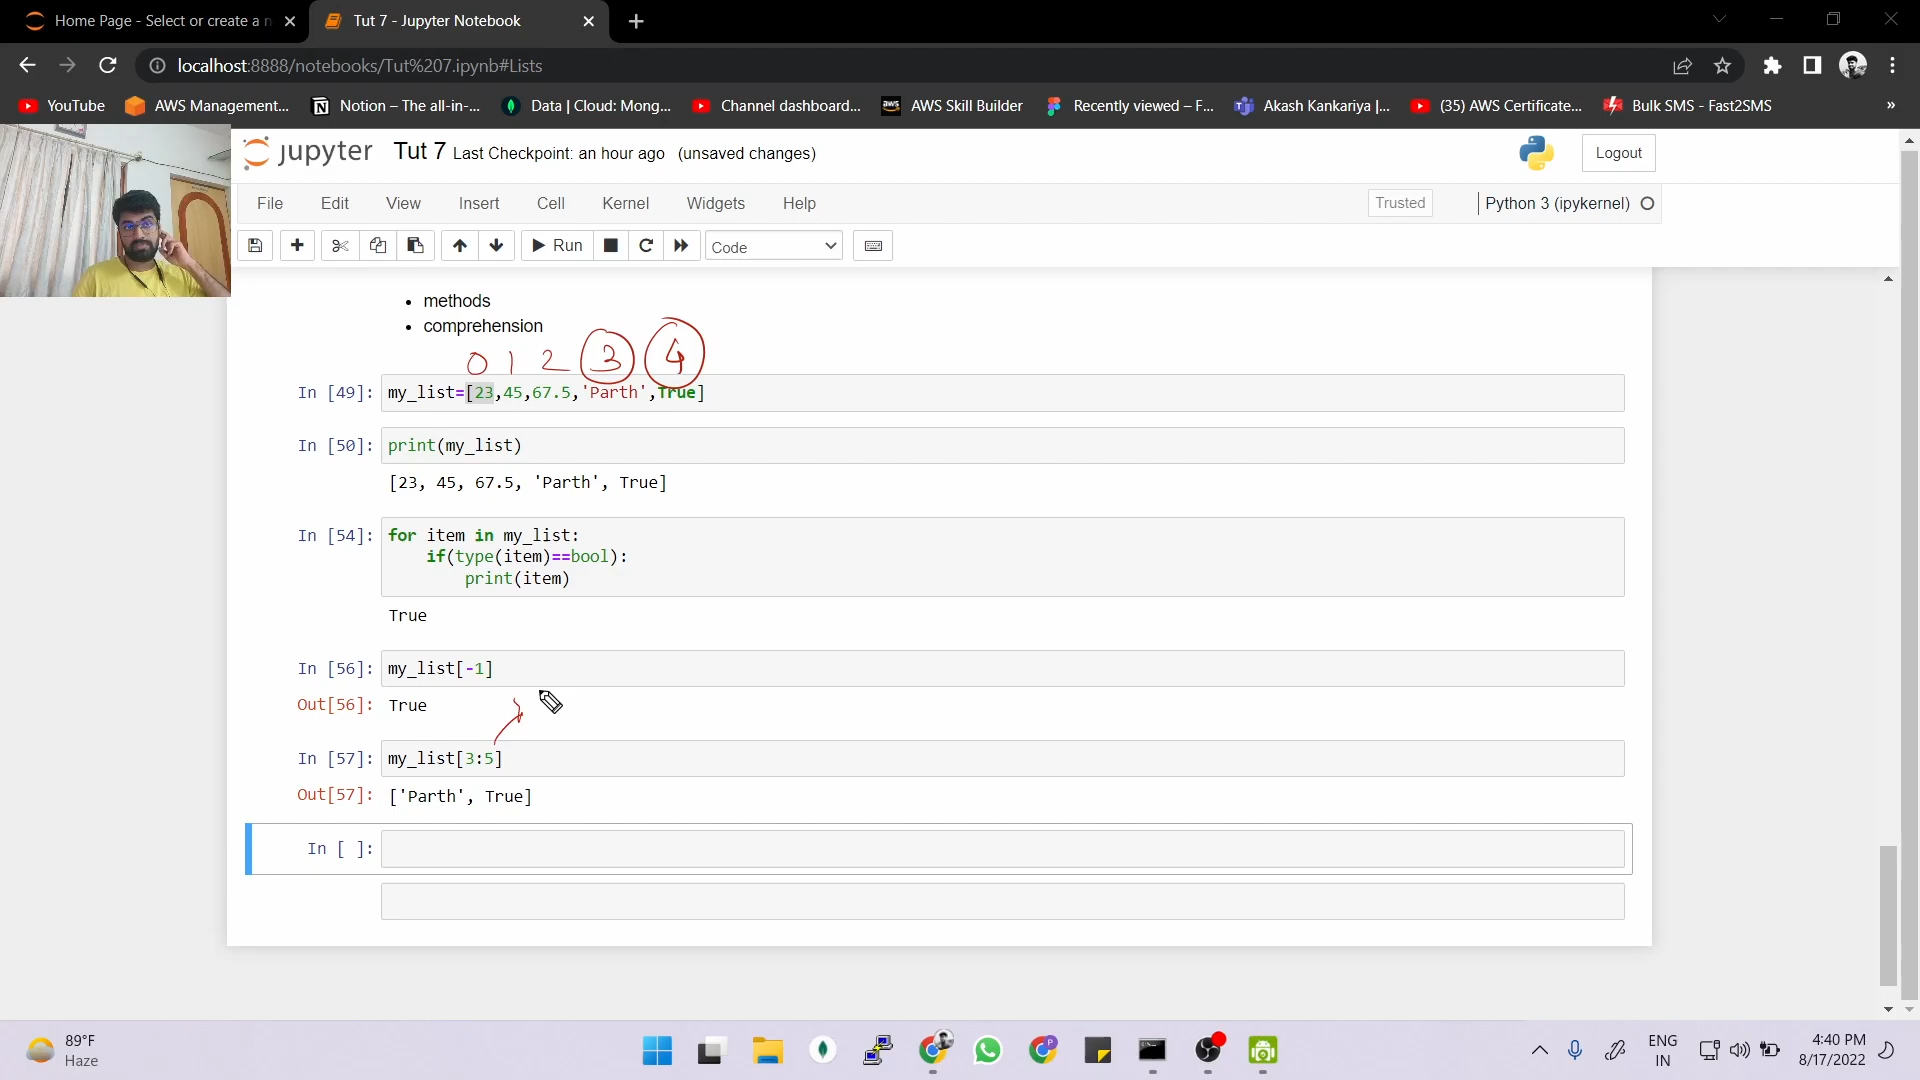 Home Page - Select or create a n
Tut 7 - Jupyter Notebook
localhost:8888/notebooks/Tut%207.ipynb#Lists
YouTube AWS Management... Notion – The all-in-... Data | Cloud: Mong... Channel dashboard... aws AWS Skill Builder Recently viewed – F... Akash Kankariya |... (35) AWS Certificate... Bulk SMS - Fast2SMS »
jupyter Tut 7 Last Checkpoint: an hour ago (unsaved changes) Logout
File Edit View Insert Cell Kernel Widgets Help Trusted Python 3 (ipykernel)
Run Code
• methods
• comprehension
0 1 2 3 4
In [49]: my_list=[23,45,67.5,'Parth',True]
In [50]: print(my_list)
[23, 45, 67.5, 'Parth', True]
In [54]: for item in my_list:
if(type(item)==bool):
print(item)
True
In [56]: my_list[-1]
Out[56]: True
In [57]: my_list[3:5]
Out[57]: ['Parth', True]
In [ ]:
89°F
Haze
ENG
IN
4:40 PM
8/17/2022